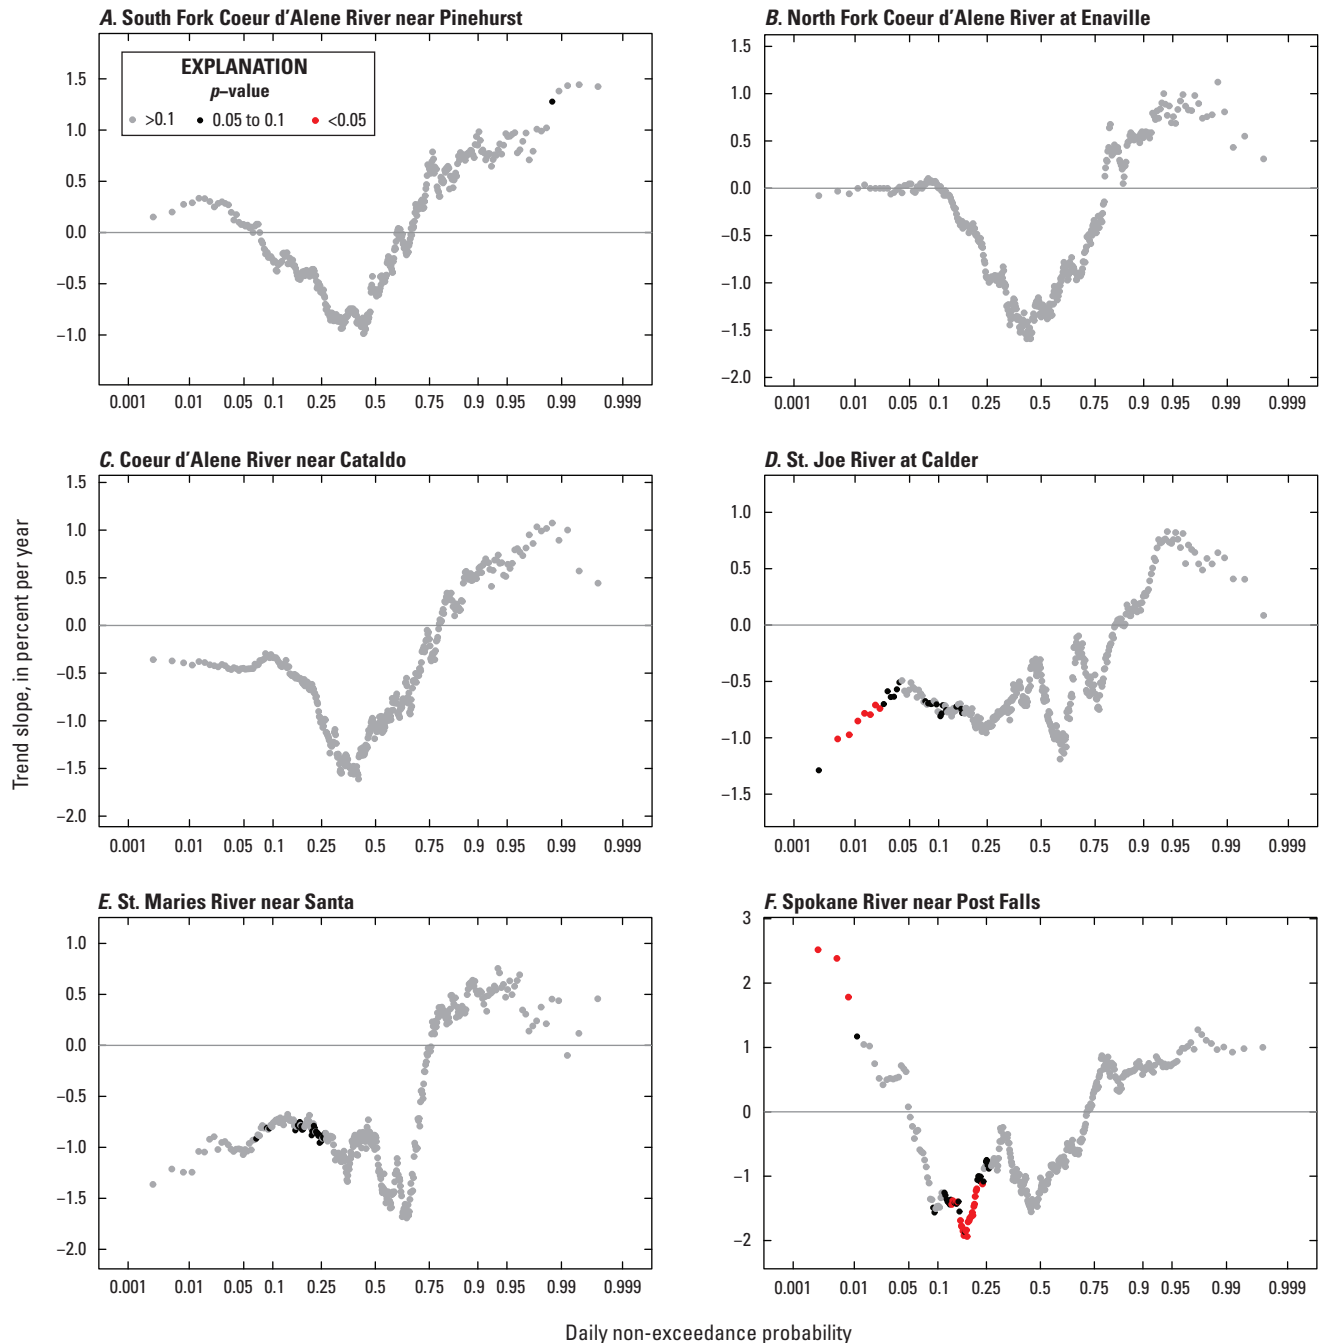 A. South Fork Coeur d'Alene River near Pinehurst
EXPLANATION
p–value
>0.1 0.05 to 0.1 <0.05
1.5
1.0
0.5
0.0
−0.5
−1.0
0.001 0.01 0.05 0.1 0.25 0.5 0.75 0.9 0.95 0.99 0.999
B. North Fork Coeur d'Alene River at Enaville
1.5
1.0
0.5
0.0
−0.5
−1.0
−1.5
−2.0
0.001 0.01 0.05 0.1 0.25 0.5 0.75 0.9 0.95 0.99 0.999
Trend slope, in percent per year
C. Coeur d'Alene River near Cataldo
1.5
1.0
0.5
0.0
−0.5
−1.0
−1.5
−2.0
0.001 0.01 0.05 0.1 0.25 0.5 0.75 0.9 0.95 0.99 0.999
D. St. Joe River at Calder
1.0
0.5
0.0
−0.5
−1.0
−1.5
0.001 0.01 0.05 0.1 0.25 0.5 0.75 0.9 0.95 0.99 0.999
E. St. Maries River near Santa
1.0
0.5
0.0
−0.5
−1.0
−1.5
−2.0
0.001 0.01 0.05 0.1 0.25 0.5 0.75 0.9 0.95 0.99 0.999
F. Spokane River near Post Falls
3
2
1
0
−1
−2
0.001 0.01 0.05 0.1 0.25 0.5 0.75 0.9 0.95 0.99 0.999
Daily non-exceedance probability